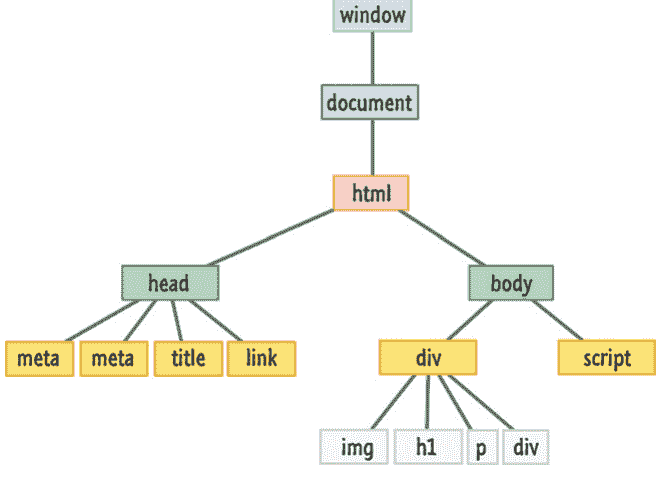 window
document
html
head body
meta meta title link div script
img h1 p div